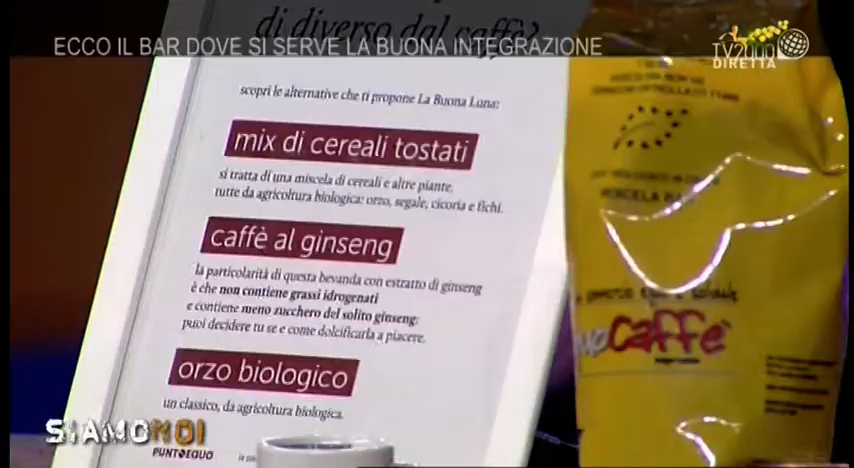 di diverso dal caffè?
ECCO IL BAR DOVE SI SERVE LA BUONA INTEGRAZIONE
TV2000
DIRETTA
scopri le alternative che ti propone La Buona Luna:
mix di cereali tostati
si tratta di una miscela di cereali e altre piante,
tutte da agricoltura biologica: orzo, segale, cicoria e fichi.
caffè al ginseng
la particolarità di questa bevanda con estratto di ginseng
è che non contiene grassi idrogenati
e contiene meno zucchero del solito ginseng:
puoi decidere tu se e come dolcificarla a piacere.
orzo biologico
un classico, da agricoltura biologica.
PUNTOEQUO
SIAMONOI
MISCELA
Caffè